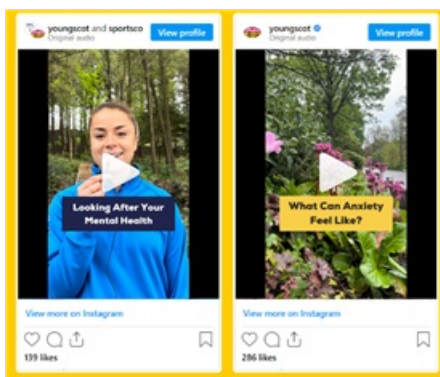 youngscot and sportsco
Original audio
View profile
Looking After Your
Mental Health
View more on Instagram
139 likes
youngscot
Original audio
View profile
What Can Anxiety
Feel Like?
View more on Instagram
286 likes